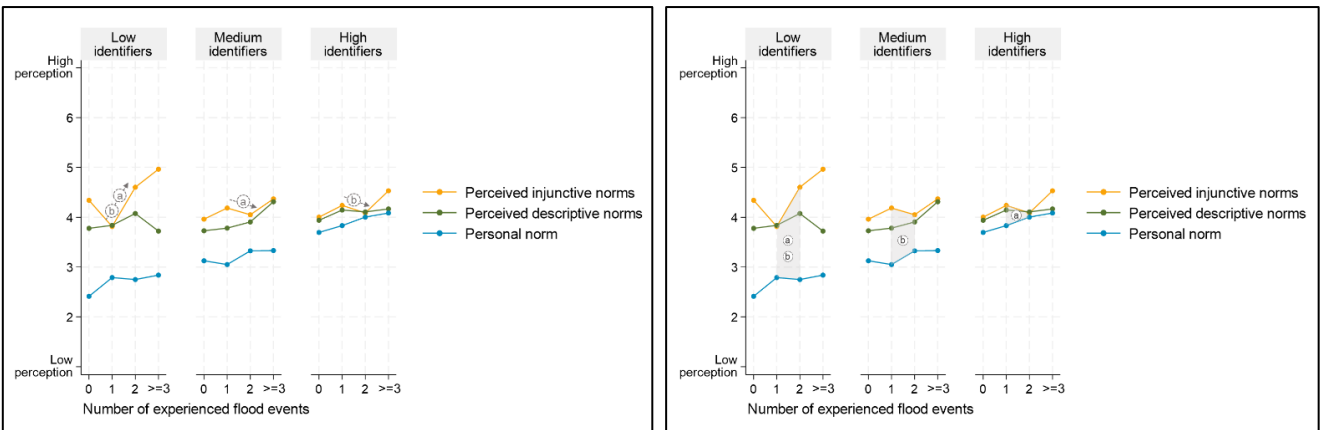 Low identifiers
Medium identifiers
High identifiers
High perception
6
5
4
3
2
Low perception
a
b
a
b
0 1 2 >=3
0 1 2 >=3
0 1 2 >=3
Number of experienced flood events
Perceived injunctive norms
Perceived descriptive norms
Personal norm
Low identifiers
Medium identifiers
High identifiers
High perception
6
5
4
3
2
Low perception
a
b
b
a
0 1 2 >=3
0 1 2 >=3
0 1 2 >=3
Number of experienced flood events
Perceived injunctive norms
Perceived descriptive norms
Personal norm